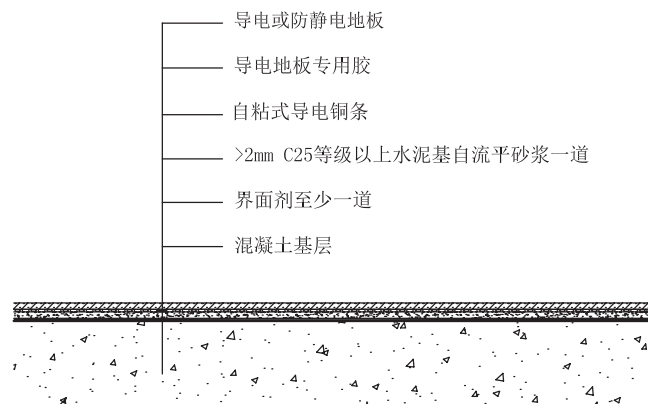 导电或防静电地板
导电地板专用胶
自粘式导电铜条
>2mm C25等级以上水泥基自流平砂浆一道
界面剂至少一道
混凝土基层